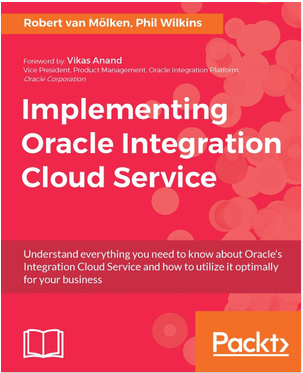 Robert van Mölken, Phil Wilkins
Foreword by Vikas Anand
Vice President, Product Management, Oracle Integration Platform,
Oracle Corporation
Implementing
Oracle Integration
Cloud Service
Understand everything you need to know about Oracle's
Integration Cloud Service and how to utilize it optimally
for your business
Packt>